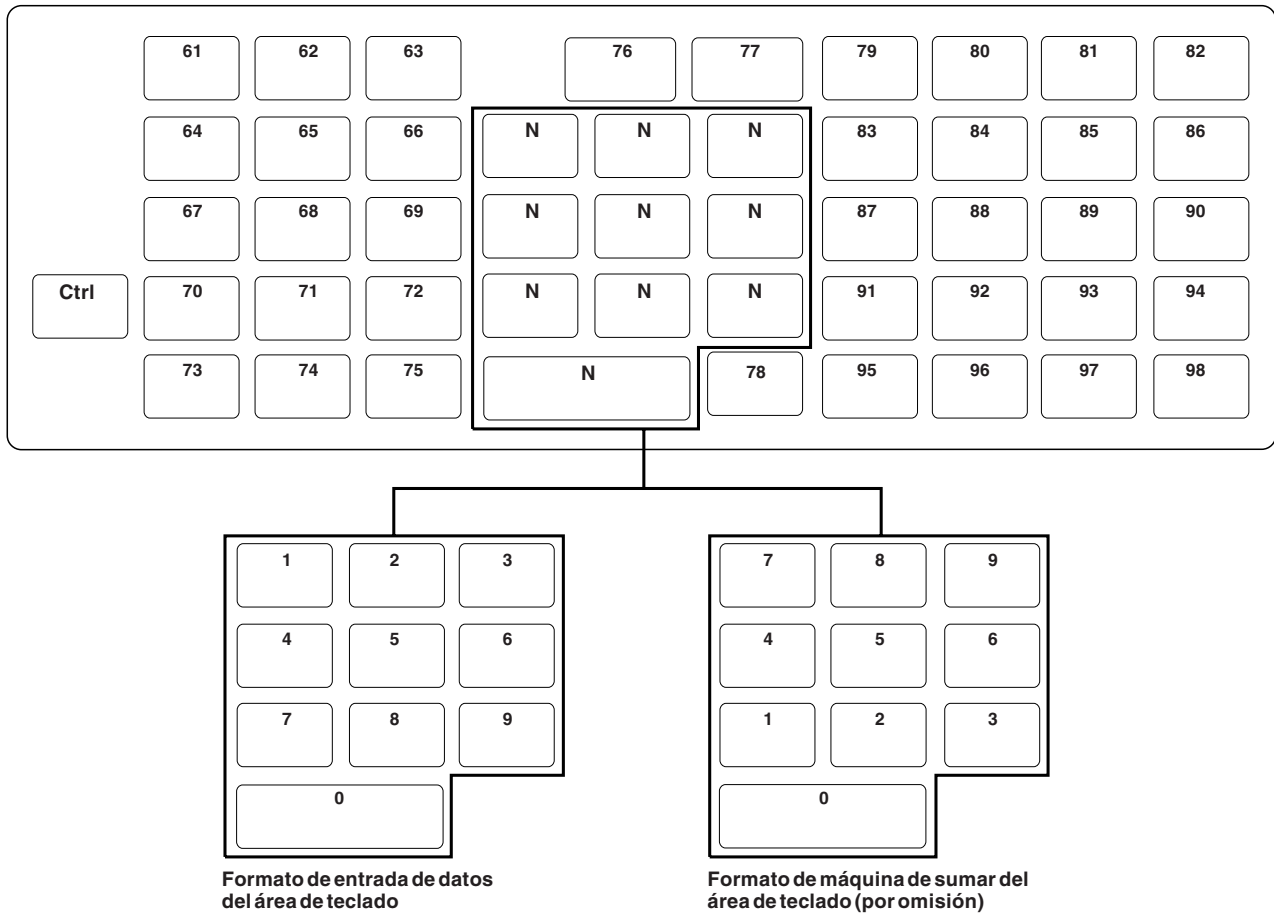 61 62 63 76 77 79 80 81 82
64 65 66 N N N 83 84 85 86
67 68 69 N N N 87 88 89 90
Ctrl 70 71 72 N N N 91 92 93 94
73 74 75 N 78 95 96 97 98
1 2 3
4 5 6
7 8 9
0
Formato de entrada de datos
del área de teclado
7 8 9
4 5 6
1 2 3
0
Formato de máquina de sumar del
área de teclado (por omisión)